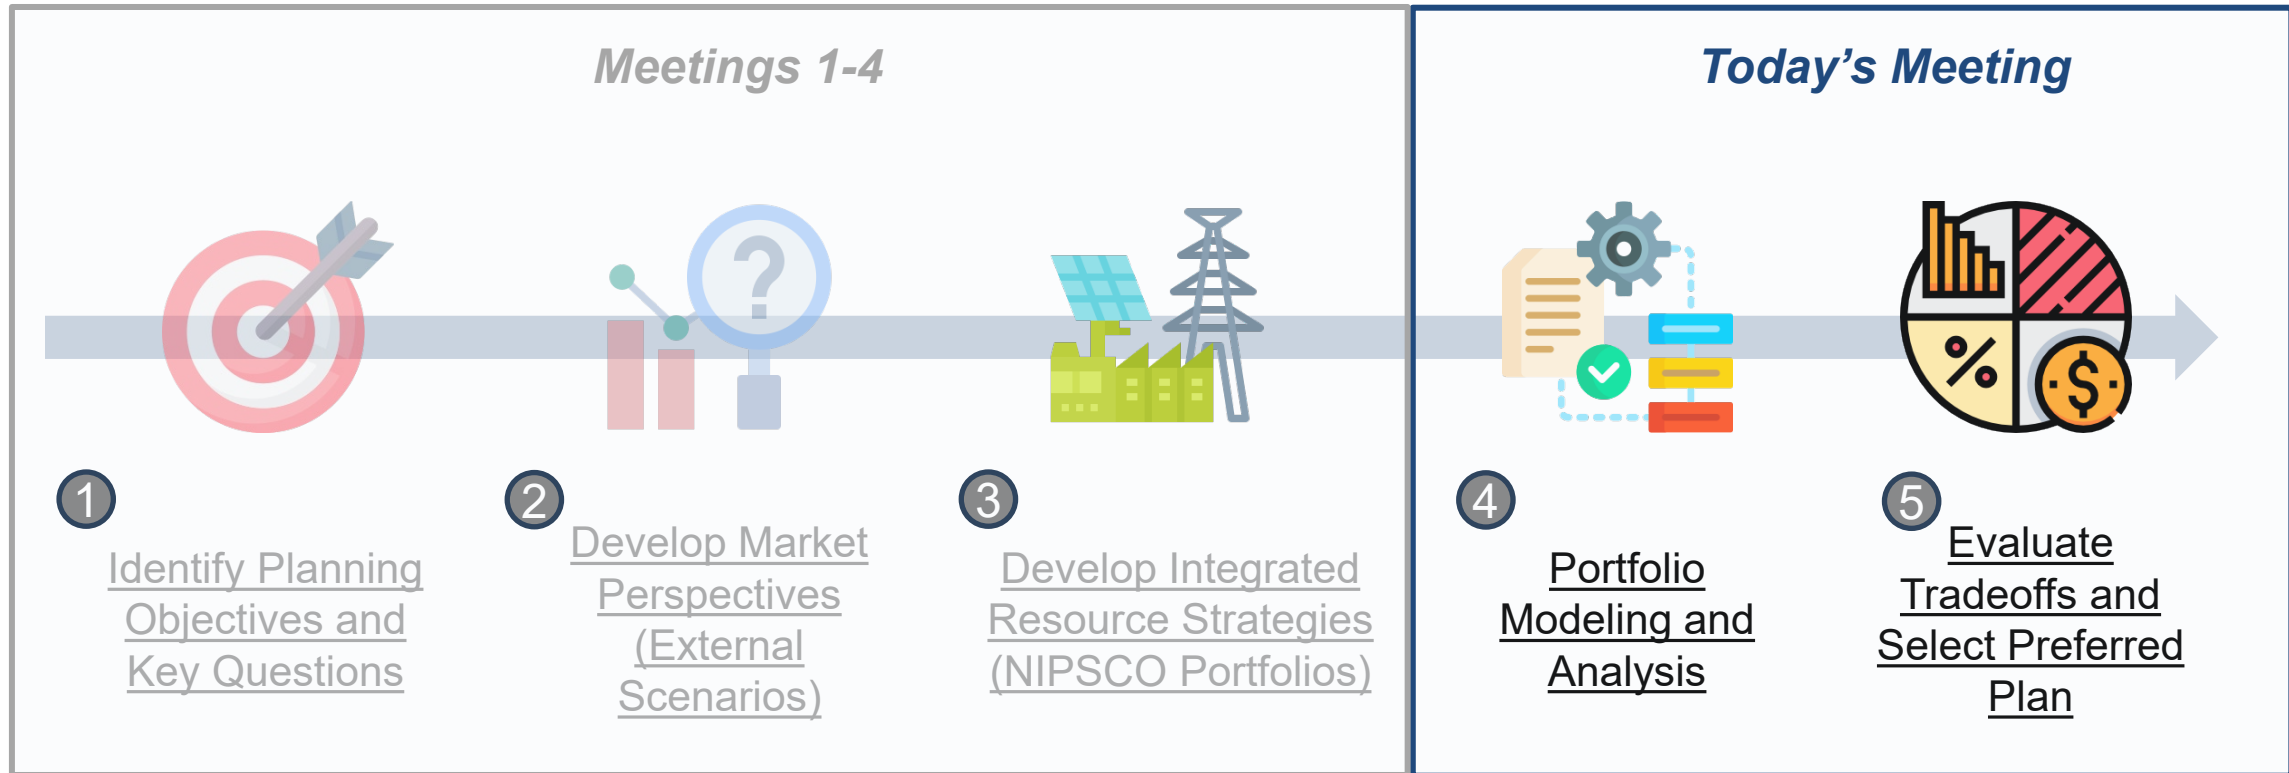 Meetings 1-4
Today’s Meeting
?
%
$
1
Identify Planning
Objectives and
Key Questions
2
Develop Market
Perspectives
(External
Scenarios)
3
Develop Integrated
Resource Strategies
(NIPSCO Portfolios)
4
Portfolio
Modeling and
Analysis
5
Evaluate
Tradeoffs and
Select Preferred
Plan